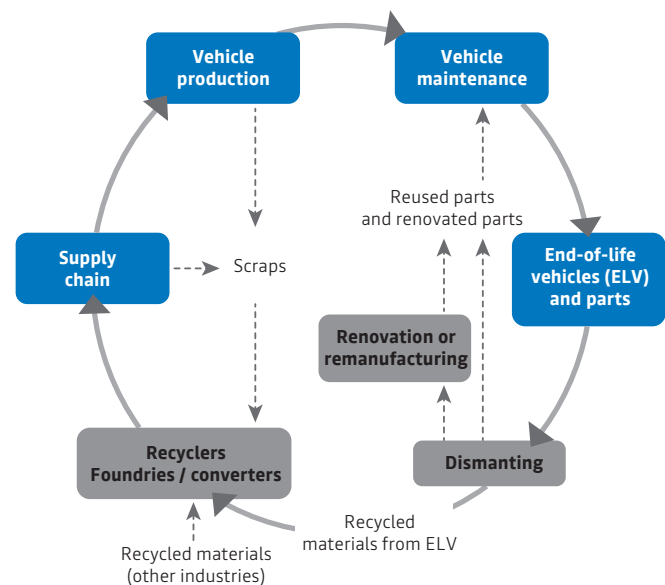 Vehicle
production
Vehicle
maintenance
Reused parts
and renovated parts
Supply
chain
Scraps
End-of-life
vehicles (ELV)
and parts
Renovation or
remanufacturing
Recyclers
Foundries / converters
Dismanting
Recycled
materials from ELV
Recycled materials
(other industries)